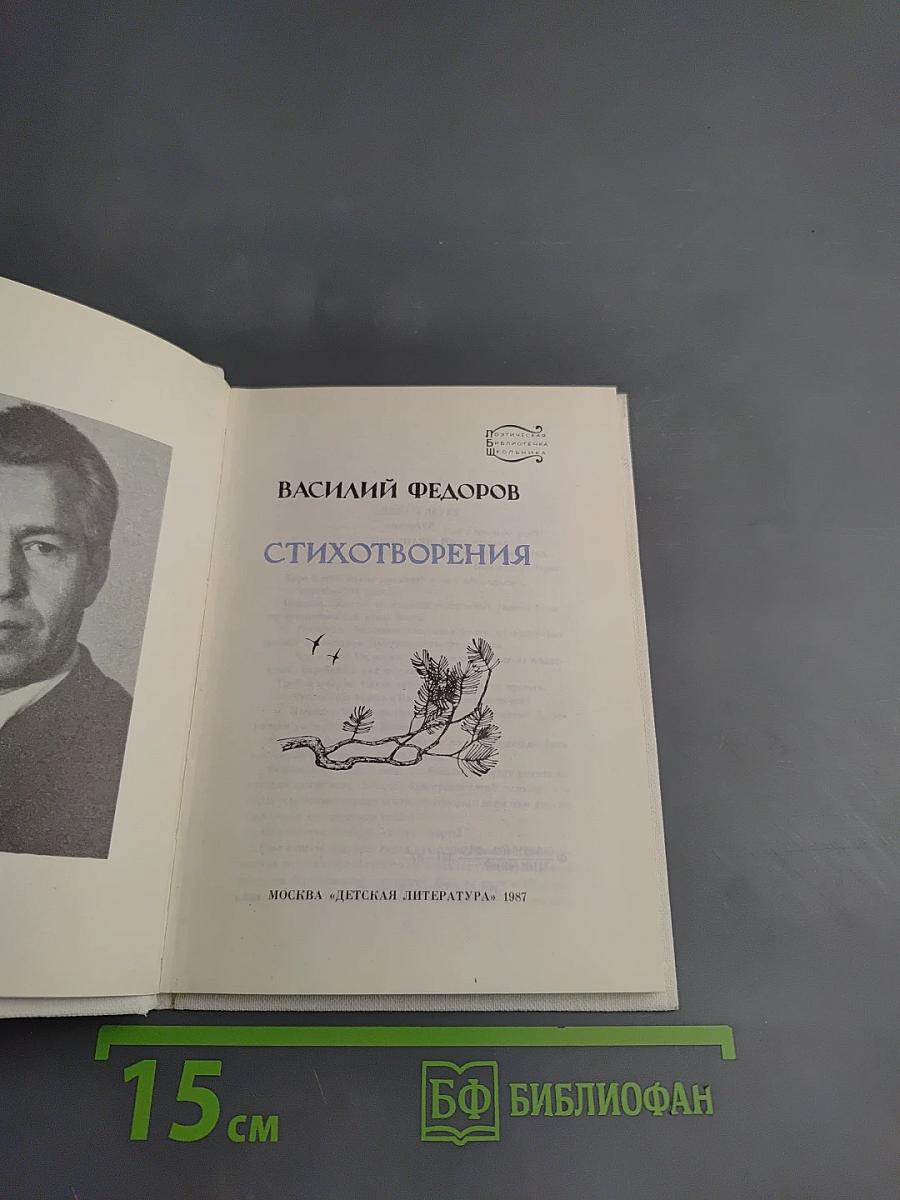 ПОЭТИЧЕСКАЯ
БИБЛИОТЕЧКА
ШКОЛЬНИКА
ВАСИЛИЙ ФЕДОРОВ
СТИХОТВОРЕНИЯ
МОСКВА «ДЕТСКАЯ ЛИТЕРАТУРА» 1987
15 см
БФ БИБЛИОФАН